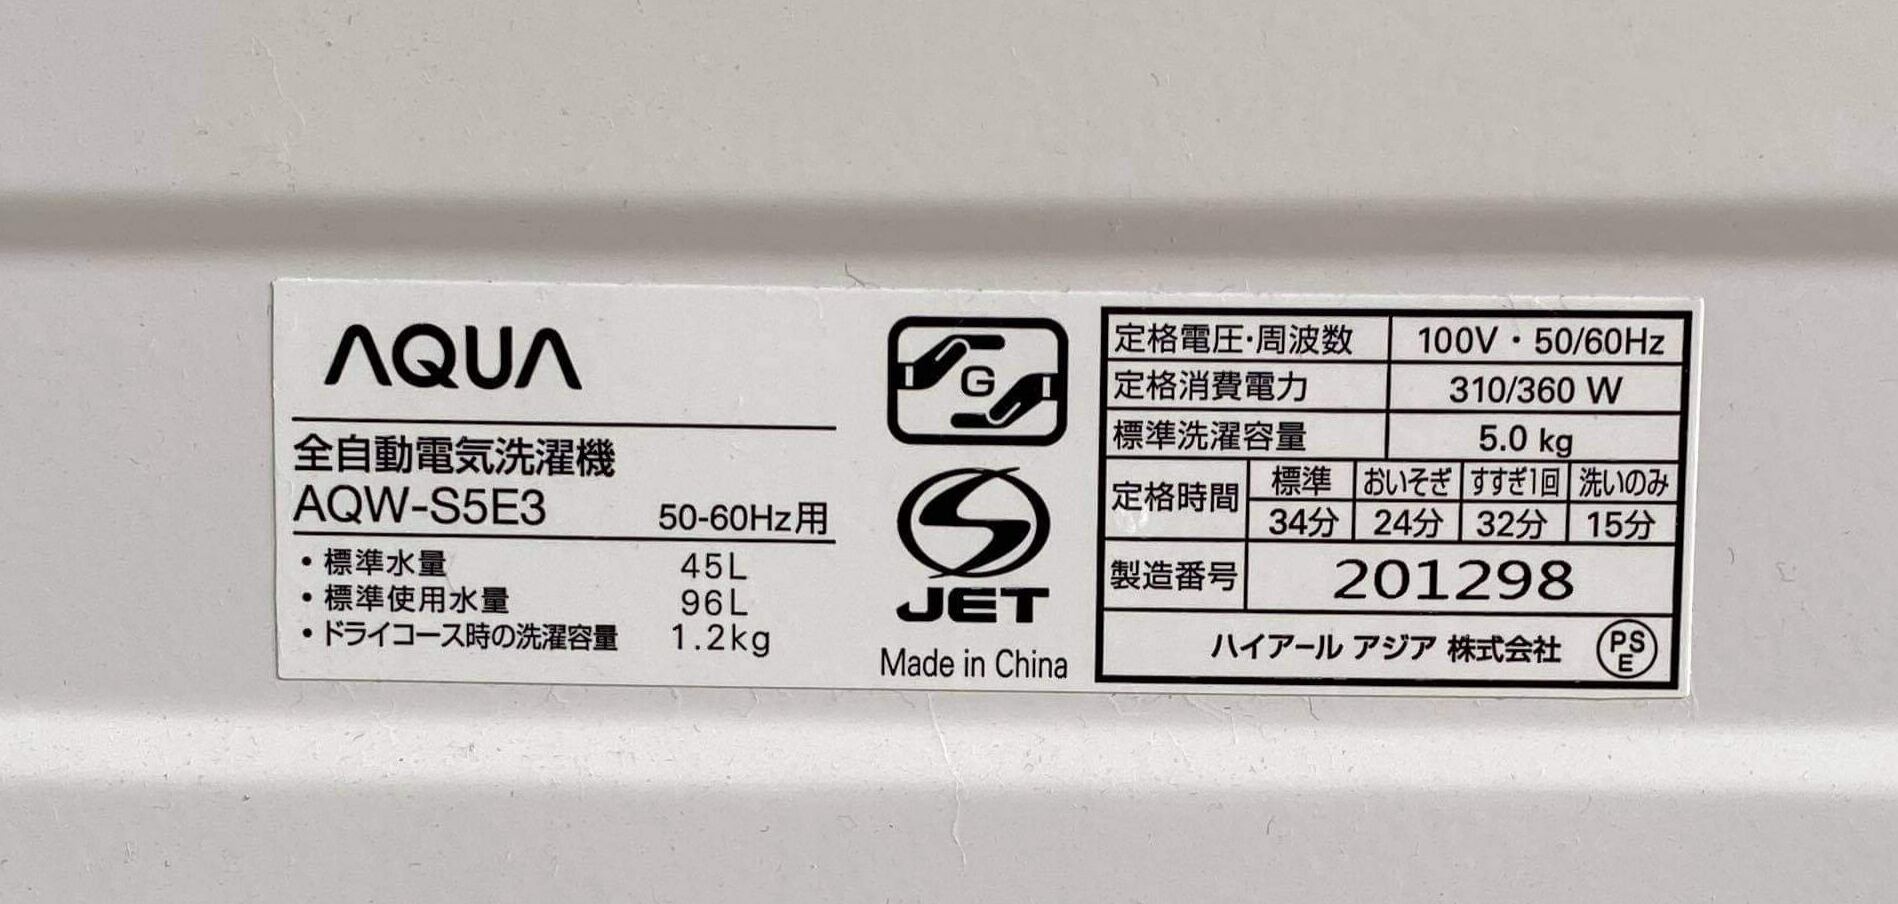 AQUA
全自動電気洗濯機
AQW-S5E3 50-60Hz用
・標準水量 45L
・標準使用水量 96L
・ドライコース時の洗濯容量 1.2kg
G
JET
Made in China
定格電圧・周波数 100V・50/60Hz
定格消費電力 310/360 W
標準洗濯容量 5.0 kg
定格時間 標準 おいそぎ すすぎ1回 洗いのみ
34分 24分 32分 15分
製造番号 201298
ハイアール アジア 株式会社 PSE